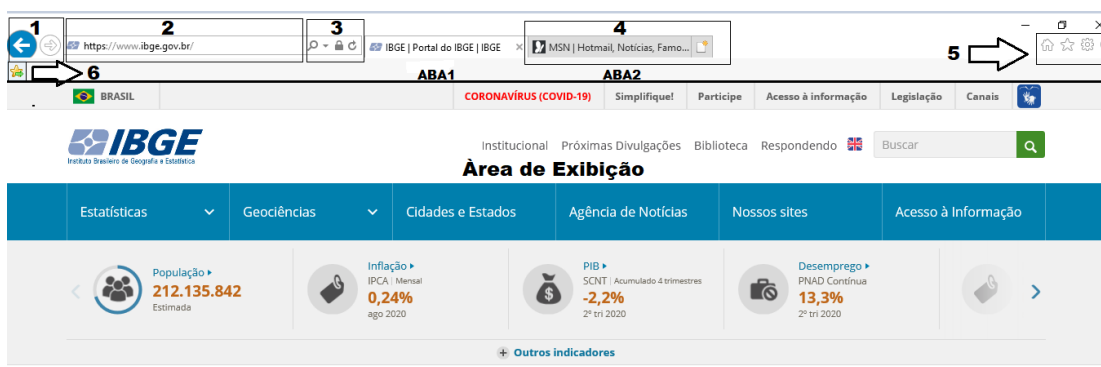 1 2 3 4
https://www.ibge.gov.br/ IBGE | Portal do IBGE | IBGE MSN | Hotmail, Notícias, Famo...
5
6 ABA1 ABA2
BRASIL CORONAVÍRUS (COVID-19) Simplifique! Participe Acesso à informação Legislação Canais
IBGE
Instituto Brasileiro de Geografia e Estatística
Institucional Próximas Divulgações Biblioteca Respondendo Buscar
Àrea de Exibição
Estatísticas Geociências Cidades e Estados Agência de Notícias Nossos sites Acesso à Informação
População
212.135.842
Estimada
Inflação
IPCA | Mensal
0,24%
ago 2020
PIB
SCNT | Acumulado 4 trimestres
-2,2%
2º tri 2020
Desemprego
PNAD Contínua
13,3%
2º tri 2020
Outros indicadores